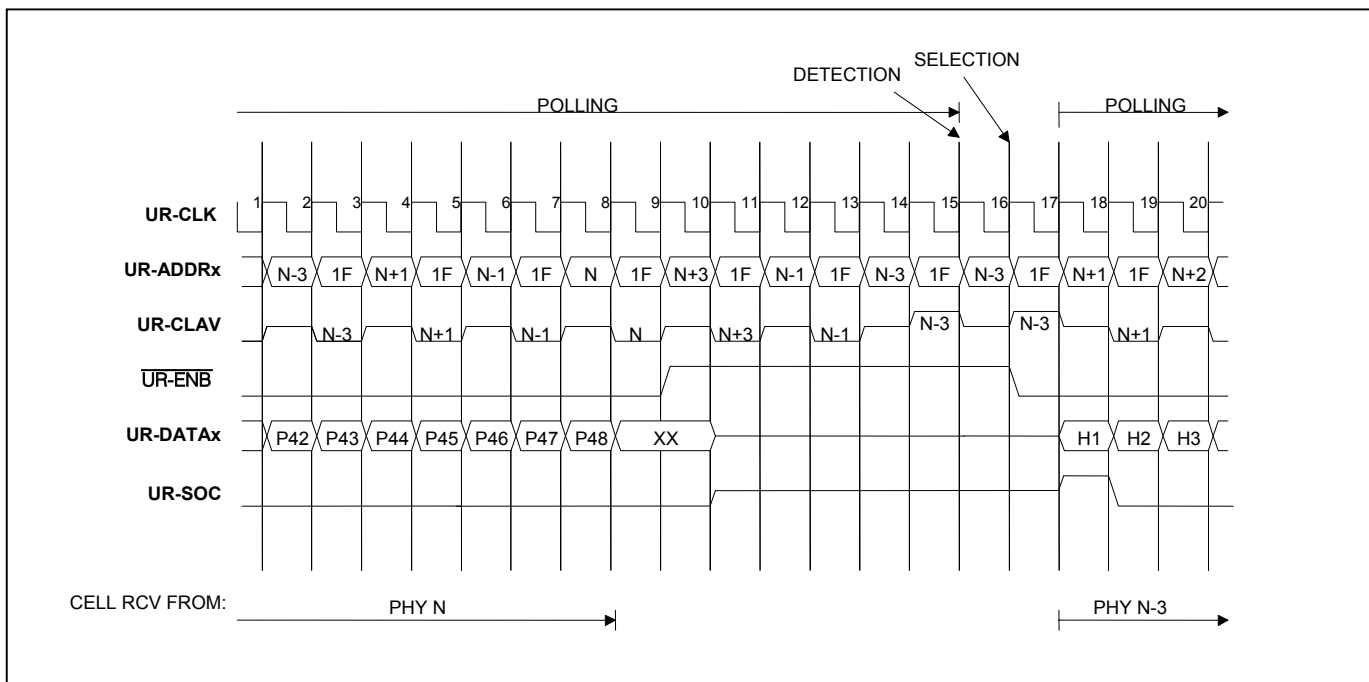 SELECTION
DETECTION
POLLING POLLING
UR-CLK 1 2 3 4 5 6 7 8 9 10 11 12 13 14 15 16 17 18 19 20
UR-ADDRx N-3 1F N+1 1F N-1 1F N 1F N+3 1F N-1 1F N-3 1F N-3 1F N+1 1F N+2
UR-CLAV N-3 N+1 N-1 N N+3 N-1 N-3 N-3 N+1
UR-ENB
UR-DATAx P42 P43 P44 P45 P46 P47 P48 XX H1 H2 H3
UR-SOC
CELL RCV FROM: PHY N PHY N-3